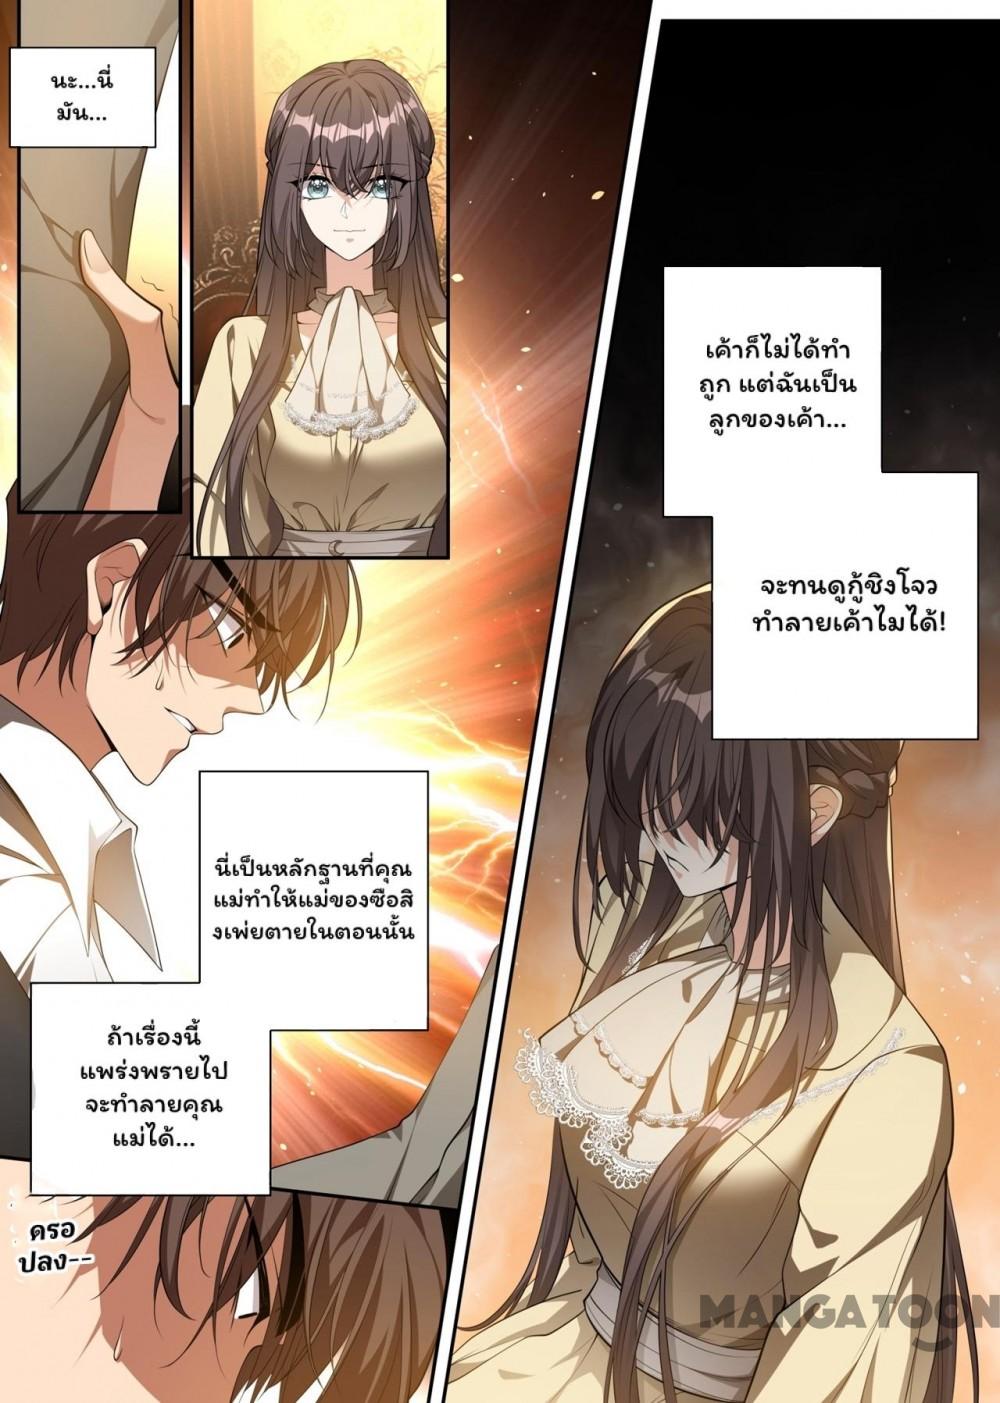 นะ...นี่
มัน...
นี่เป็นหลักฐานที่คุณ
แม่ทำให้แม่ของซือสิ
งเพ่ยตายในตอนนั้น
ถ้าเรื่องนี้
แพร่งพรายไป
จะทำลายคุณ
แม่ได้...
ดรอ
ปลง--
เค้าก็ไม่ได้ทำ
ถูก แต่ฉันเป็น
ลูกของเค้า...
จะทนดูกู้ชิงโจว
ทำลายเค้าไมได้!
MANGATOON